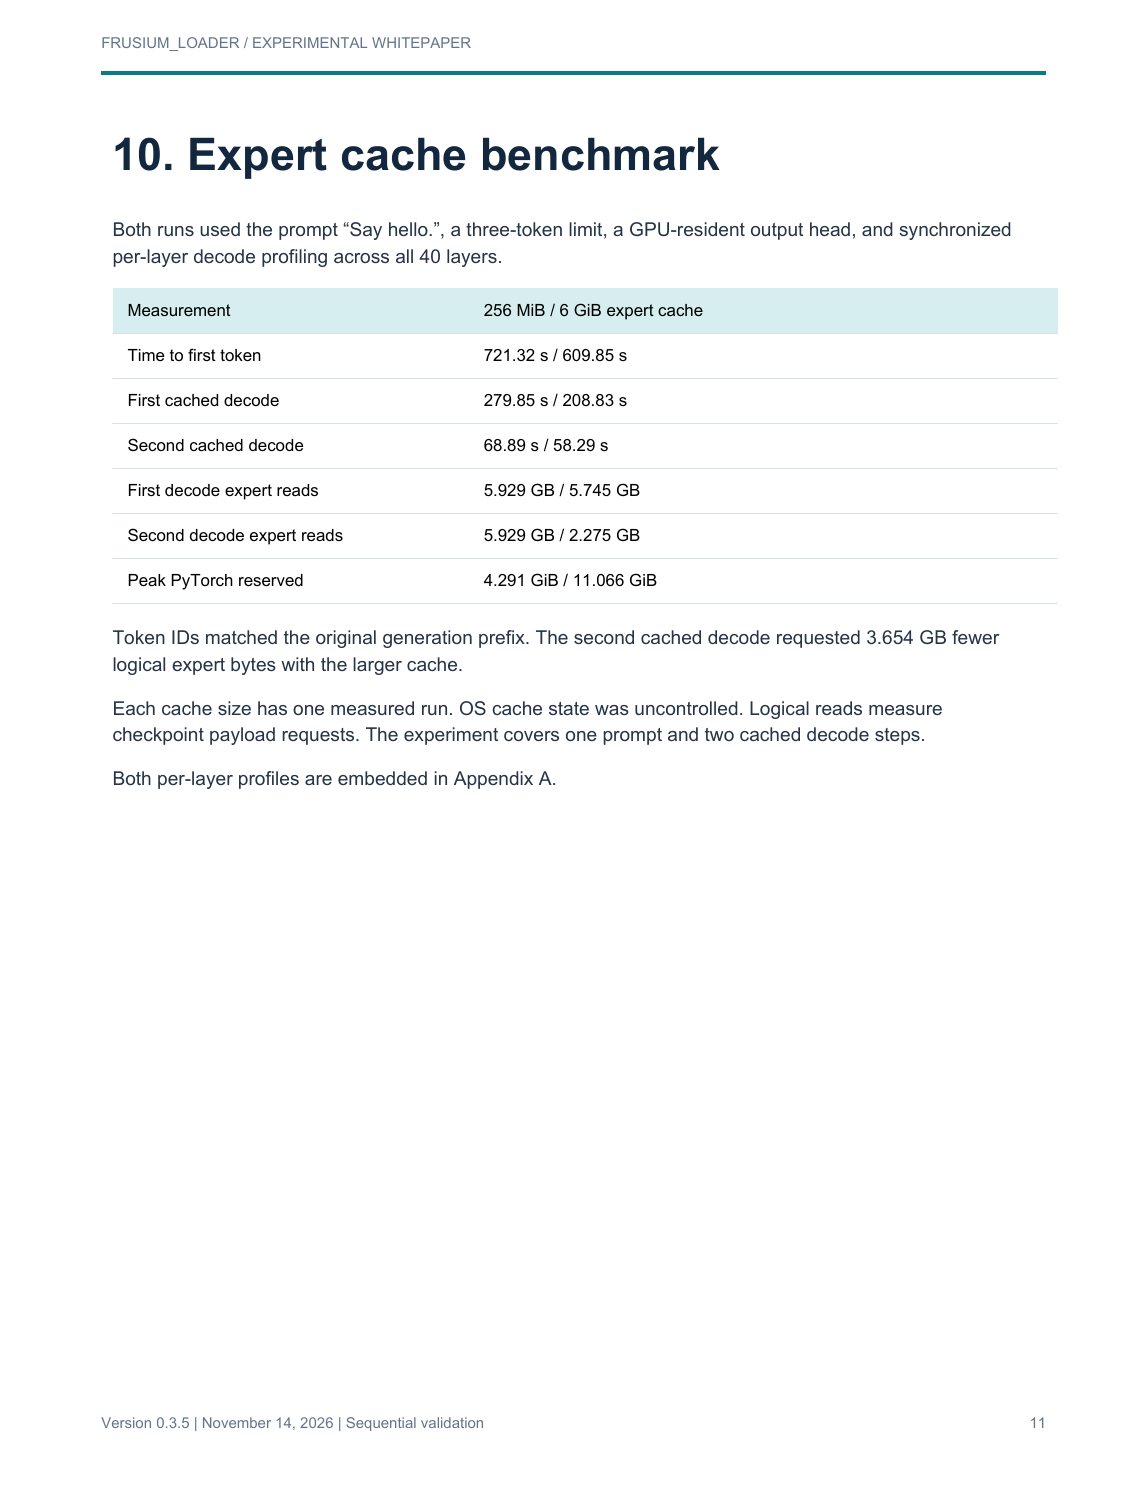 FRUSIUM_LOADER / EXPERIMENTAL WHITEPAPER
10. Expert cache benchmark
Both runs used the prompt “Say hello.”, a three-token limit, a GPU-resident output head, and synchronized
per-layer decode profiling across all 40 layers.
Measurement 256 MiB / 6 GiB expert cache
Time to first token 721.32 s / 609.85 s
First cached decode 279.85 s / 208.83 s
Second cached decode 68.89 s / 58.29 s
First decode expert reads 5.929 GB / 5.745 GB
Second decode expert reads 5.929 GB / 2.275 GB
Peak PyTorch reserved 4.291 GiB / 11.066 GiB
Token IDs matched the original generation prefix. The second cached decode requested 3.654 GB fewer
logical expert bytes with the larger cache.
Each cache size has one measured run. OS cache state was uncontrolled. Logical reads measure
checkpoint payload requests. The experiment covers one prompt and two cached decode steps.
Both per-layer profiles are embedded in Appendix A.
Version 0.3.5 | November 14, 2026 | Sequential validation 11